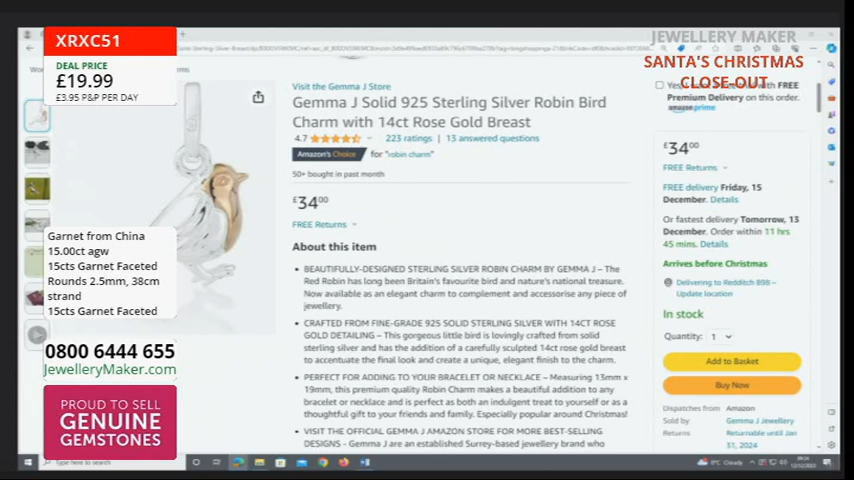 XRXC51
DEAL PRICE
£19.99
£3.95 P&P PER DAY
JEWELLERY MAKER
SANTA'S CHRISTMAS
CLOSE-OUT
Visit the Gemma J Store
Gemma J Solid 925 Sterling Silver Robin Bird
Charm with 14ct Rose Gold Breast
4.7
223 ratings | 13 answered questions
Amazon's Choice for "robin charm"
50+ bought in past month
£34.00
FREE Returns
About this item
• BEAUTIFULLY-DESIGNED STERLING SILVER ROBIN CHARM BY GEMMA J – The
Red Robin has long been Britain's favourite bird and nature's national treasure.
Now available as an elegant charm to complement and accessorise any piece of
jewellery.
• CRAFTED FROM FINE-GRADE 925 SOLID STERLING SILVER WITH 14CT ROSE
GOLD DETAILING – This gorgeous little bird is lovingly crafted from solid
sterling silver and has the addition of a carefully sculpted 14ct rose gold breast
to accentuate the final look and create a unique, elegant finish to the charm.
• PERFECT FOR ADDING TO YOUR BRACELET OR NECKLACE – Measuring 13mm x
19mm, this premium quality Robin Charm makes a beautiful addition to any
bracelet or necklace and is perfect as both an indulgent treat to yourself or as a
thoughtful gift to your friends and family. Especially popular around Christmas!
• VISIT THE OFFICIAL GEMMA J AMAZON STORE FOR MORE BEST-SELLING
DESIGNS – Gemma J are an established Surrey-based jewellery brand who
with FREE
Premium Delivery on this order.
amazon prime
£34.00
FREE Returns
FREE delivery Friday, 15
December. Details
Or fastest delivery Tomorrow, 13
December. Order within 11 hrs
45 mins. Details
Arrives before Christmas
Delivering to Redditch B98 –
Update location
In stock
Quantity: 1
Add to Basket
Buy Now
Dispatches from Amazon
Sold by Gemma J Jewellery
Returns Returnable until Jan
31, 2024
Garnet from China
15.00ct agw
15cts Garnet Faceted
Rounds 2.5mm, 38cm
strand
15cts Garnet Faceted
0800 6444 655
JewelleryMaker.com
PROUD TO SELL
GENUINE
GEMSTONES
Type here to search
8°C Cloudy